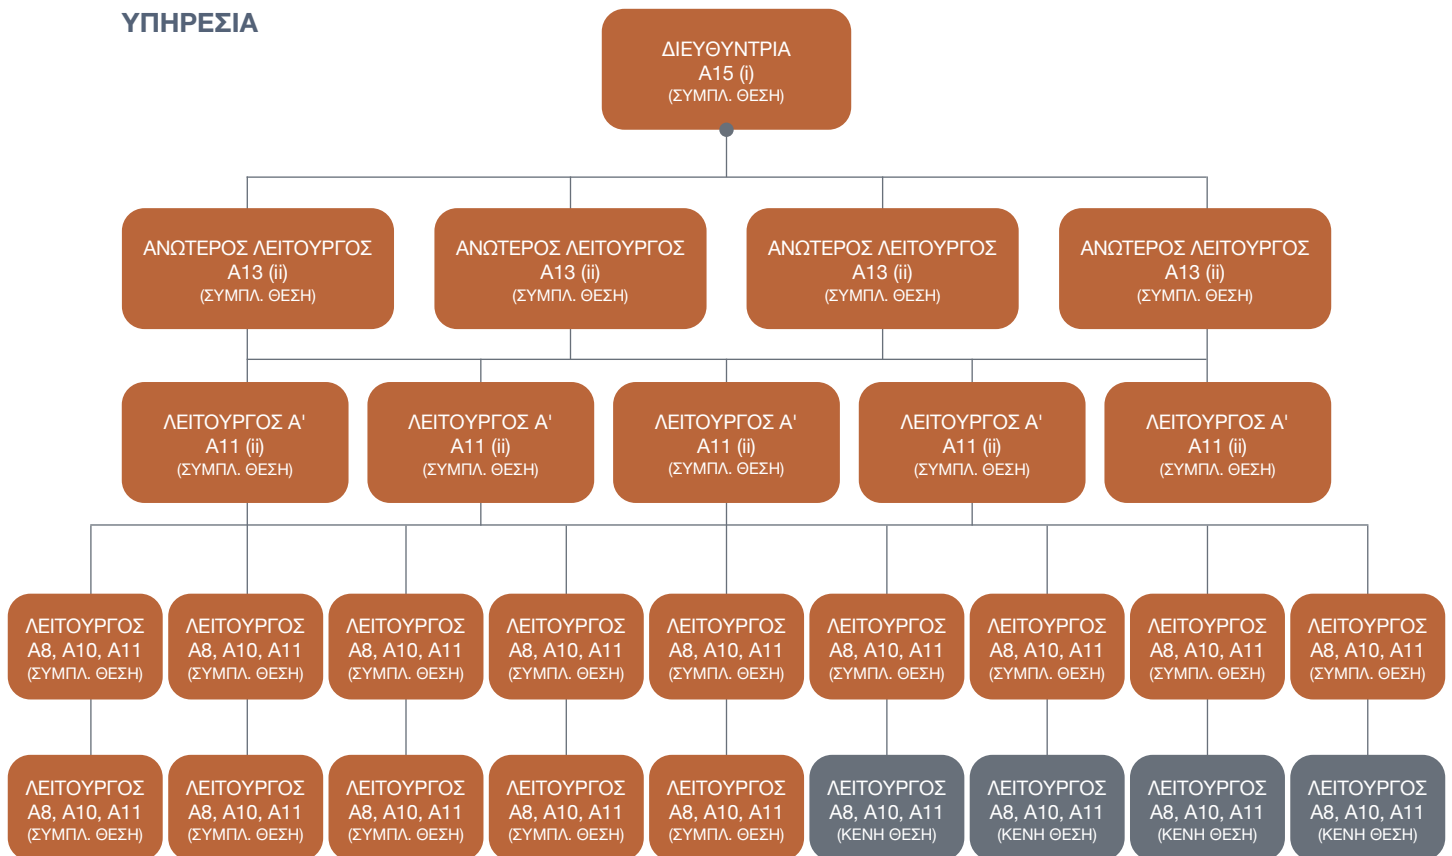 ΥΠΗΡΕΣΙΑ
ΔΙΕΥΘΥΝΤΡΙΑ
Α15 (i)
(ΣΥΜΠΛ. ΘΕΣΗ)
ΑΝΩΤΕΡΟΣ ΛΕΙΤΟΥΡΓΟΣ
Α13 (ii)
(ΣΥΜΠΛ. ΘΕΣΗ)
ΑΝΩΤΕΡΟΣ ΛΕΙΤΟΥΡΓΟΣ
Α13 (ii)
(ΣΥΜΠΛ. ΘΕΣΗ)
ΑΝΩΤΕΡΟΣ ΛΕΙΤΟΥΡΓΟΣ
Α13 (ii)
(ΣΥΜΠΛ. ΘΕΣΗ)
ΑΝΩΤΕΡΟΣ ΛΕΙΤΟΥΡΓΟΣ
Α13 (ii)
(ΣΥΜΠΛ. ΘΕΣΗ)
ΛΕΙΤΟΥΡΓΟΣ Α'
Α11 (ii)
(ΣΥΜΠΛ. ΘΕΣΗ)
ΛΕΙΤΟΥΡΓΟΣ Α'
Α11 (ii)
(ΣΥΜΠΛ. ΘΕΣΗ)
ΛΕΙΤΟΥΡΓΟΣ Α'
Α11 (ii)
(ΣΥΜΠΛ. ΘΕΣΗ)
ΛΕΙΤΟΥΡΓΟΣ Α'
Α11 (ii)
(ΣΥΜΠΛ. ΘΕΣΗ)
ΛΕΙΤΟΥΡΓΟΣ Α'
Α11 (ii)
(ΣΥΜΠΛ. ΘΕΣΗ)
ΛΕΙΤΟΥΡΓΟΣ
Α8, Α10, Α11
(ΣΥΜΠΛ. ΘΕΣΗ)
ΛΕΙΤΟΥΡΓΟΣ
Α8, Α10, Α11
(ΣΥΜΠΛ. ΘΕΣΗ)
ΛΕΙΤΟΥΡΓΟΣ
Α8, Α10, Α11
(ΣΥΜΠΛ. ΘΕΣΗ)
ΛΕΙΤΟΥΡΓΟΣ
Α8, Α10, Α11
(ΣΥΜΠΛ. ΘΕΣΗ)
ΛΕΙΤΟΥΡΓΟΣ
Α8, Α10, Α11
(ΣΥΜΠΛ. ΘΕΣΗ)
ΛΕΙΤΟΥΡΓΟΣ
Α8, Α10, Α11
(ΣΥΜΠΛ. ΘΕΣΗ)
ΛΕΙΤΟΥΡΓΟΣ
Α8, Α10, Α11
(ΣΥΜΠΛ. ΘΕΣΗ)
ΛΕΙΤΟΥΡΓΟΣ
Α8, Α10, Α11
(ΣΥΜΠΛ. ΘΕΣΗ)
ΛΕΙΤΟΥΡΓΟΣ
Α8, Α10, Α11
(ΣΥΜΠΛ. ΘΕΣΗ)
ΛΕΙΤΟΥΡΓΟΣ
Α8, Α10, Α11
(ΣΥΜΠΛ. ΘΕΣΗ)
ΛΕΙΤΟΥΡΓΟΣ
Α8, Α10, Α11
(ΣΥΜΠΛ. ΘΕΣΗ)
ΛΕΙΤΟΥΡΓΟΣ
Α8, Α10, Α11
(ΣΥΜΠΛ. ΘΕΣΗ)
ΛΕΙΤΟΥΡΓΟΣ
Α8, Α10, Α11
(ΣΥΜΠΛ. ΘΕΣΗ)
ΛΕΙΤΟΥΡΓΟΣ
Α8, Α10, Α11
(ΣΥΜΠΛ. ΘΕΣΗ)
ΛΕΙΤΟΥΡΓΟΣ
Α8, Α10, Α11
(ΚΕΝΗ ΘΕΣΗ)
ΛΕΙΤΟΥΡΓΟΣ
Α8, Α10, Α11
(ΚΕΝΗ ΘΕΣΗ)
ΛΕΙΤΟΥΡΓΟΣ
Α8, Α10, Α11
(ΚΕΝΗ ΘΕΣΗ)
ΛΕΙΤΟΥΡΓΟΣ
Α8, Α10, Α11
(ΚΕΝΗ ΘΕΣΗ)